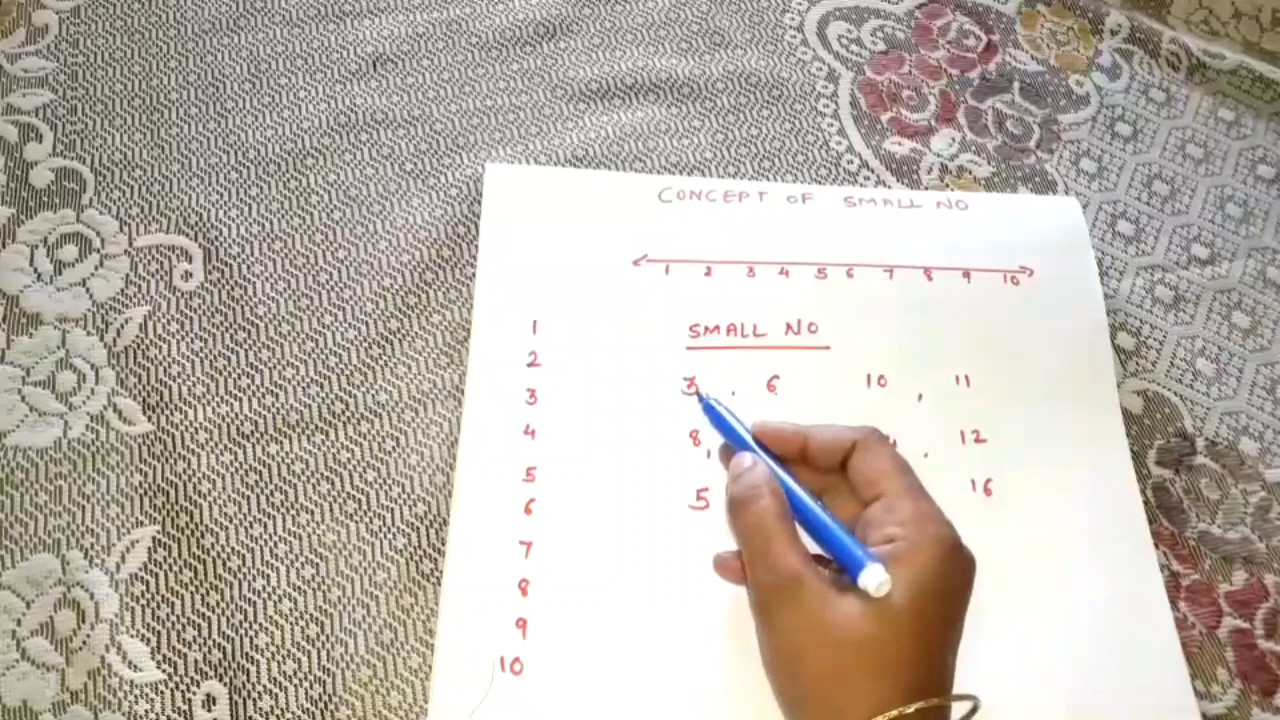 CONCEPT OF SMALL NO
1 2 3 4 5 6 7 8 9 10
SMALL NO
3 , 6 10 , 11
8 , , 12
5 16
1
2
3
4
5
6
7
8
9
10